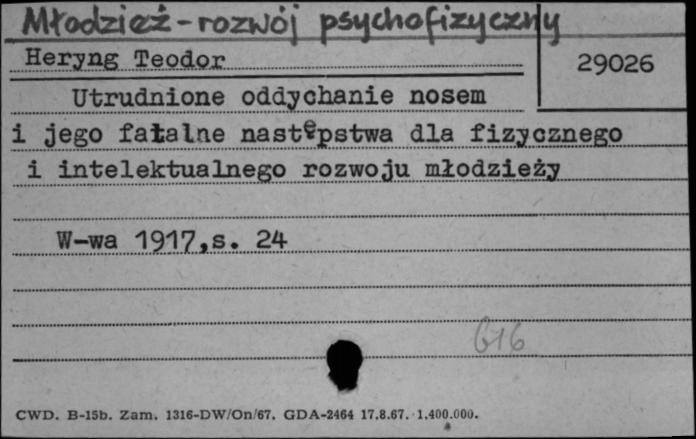 Młodzież-rozwój psychofizyczny
Heryng Teodor
29026
Utrudnione oddychanie nosem
i jego fatalne następstwa dla fizycznego
i intelektualnego rozwoju młodzieży
W-wa 1917,s. 24
616
CWD. B-15b. Zam. 1316-DW/On/67. GDA-2464 17.8.67. 1.400.000.